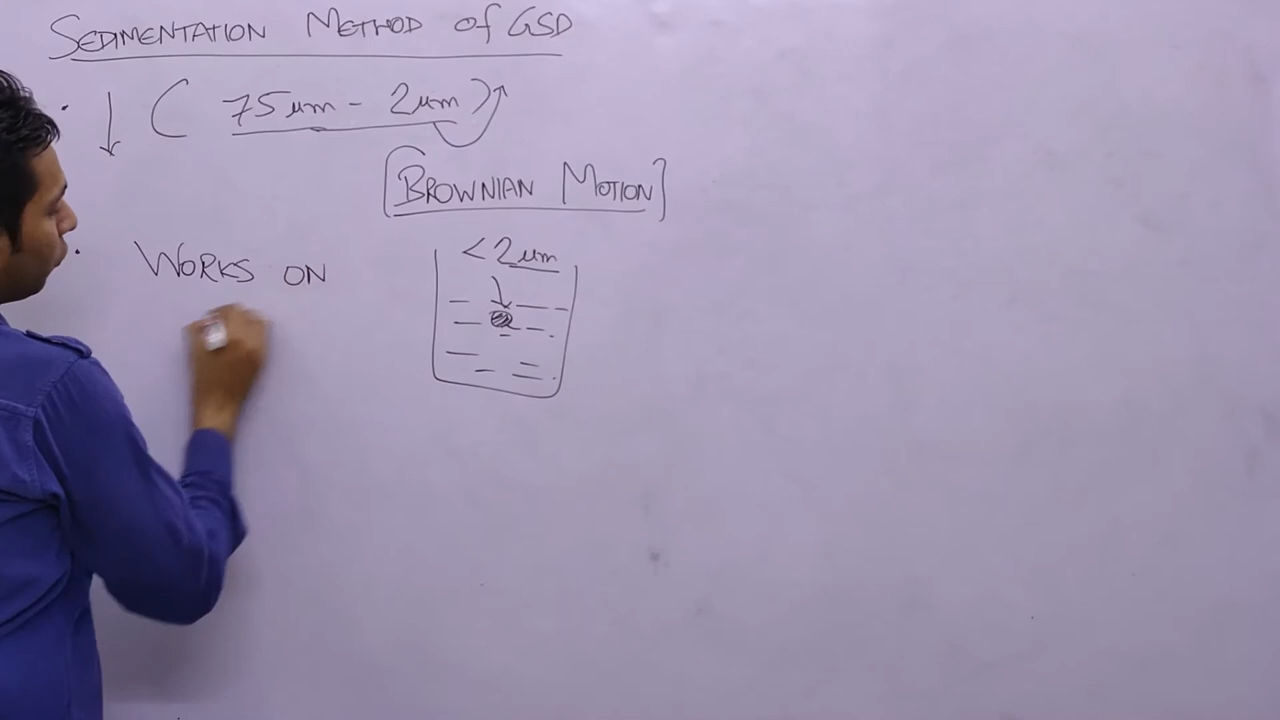 SEDIMENTATION METHOD of GSD
( 75 μm - 2 μm )
[BROWNIAN MOTION]
WORKS ON
< 2 μm